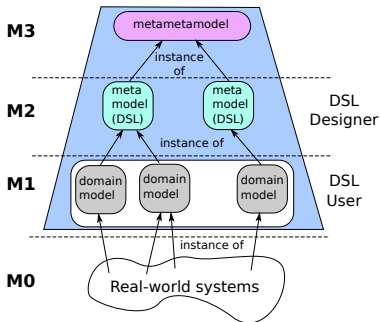 M3
metametamodel
instance
of
M2
meta
model
(DSL)
meta
model
(DSL)
DSL
Designer
instance of
M1
domain
model
domain
model
domain
model
DSL
User
instance of
M0
Real-world systems